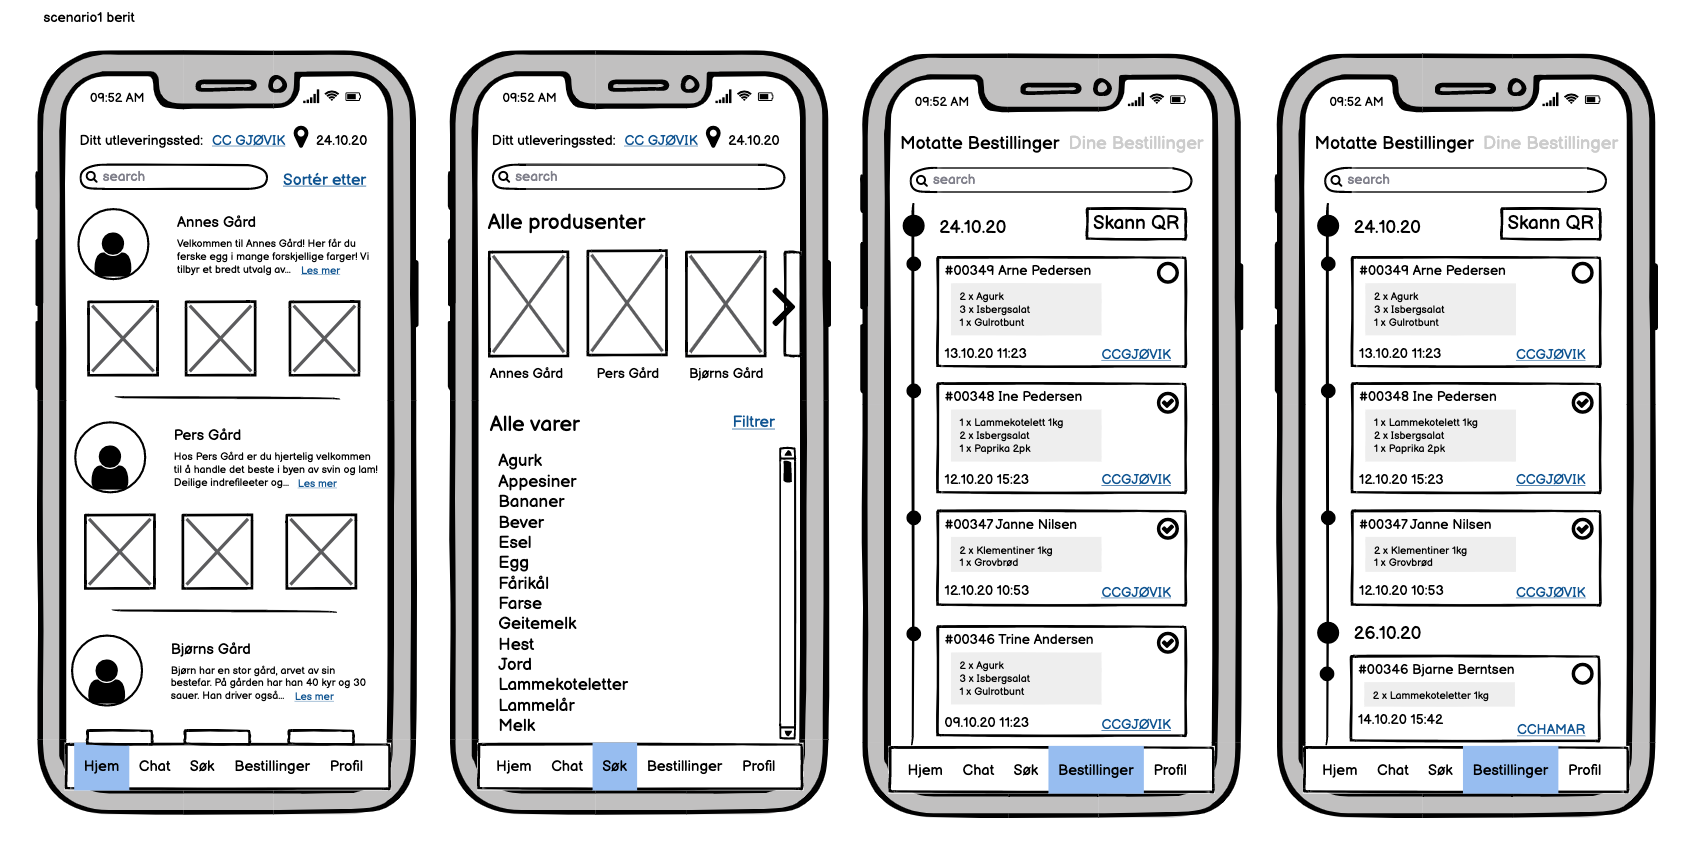 scenario1 berit
09:52 AM
Ditt utleveringssted: CC GJØVIK 24.10.20
search
Sortér etter
Annes Gård
Velkommen til Annes Gård! Her får du
ferske egg i mange forskjellige farger! Vi
tilbyr et bredt utvalg av... Les mer
Pers Gård
Hos Pers Gård er du hjertelig velkommen
til å handle det beste i byen av svin og lam!
Deilige indrefileeter og... Les mer
Bjørns Gård
Bjørn har en stor gård, arvet av sin
bestefar. På gården har han 40 kyr og 30
sauer. Han driver også... Les mer
Hjem Chat Søk Bestillinger Profil
09:52 AM
Ditt utleveringssted: CC GJØVIK 24.10.20
search
Alle produsenter
Annes Gård Pers Gård Bjørns Gård
Alle varer Filtrer
Agurk
Appesiner
Bananer
Bever
Esel
Egg
Fårikål
Farse
Geitemelk
Hest
Jord
Lammekoteletter
Lammelår
Melk
Hjem Chat Søk Bestillinger Profil
09:52 AM
Motatte Bestillinger Dine Bestillinger
search
24.10.20 Skann QR
#00349 Arne Pedersen
2 x Agurk
3 x Isbergsalat
1 x Gulrotbunt
13.10.20 11:23 CCGJØVIK
#00348 Ine Pedersen
1 x Lammekotelett 1kg
2 x Isbergsalat
1 x Paprika 2pk
12.10.20 15:23 CCGJØVIK
#00347 Janne Nilsen
2 x Klementiner 1kg
1 x Grovbrød
12.10.20 10:53 CCGJØVIK
#00346 Trine Andersen
2 x Agurk
3 x Isbergsalat
1 x Gulrotbunt
09.10.20 11:23 CCGJØVIK
Hjem Chat Søk Bestillinger Profil
09:52 AM
Motatte Bestillinger Dine Bestillinger
search
24.10.20 Skann QR
#00349 Arne Pedersen
2 x Agurk
3 x Isbergsalat
1 x Gulrotbunt
13.10.20 11:23 CCGJØVIK
#00348 Ine Pedersen
1 x Lammekotelett 1kg
2 x Isbergsalat
1 x Paprika 2pk
12.10.20 15:23 CCGJØVIK
#00347 Janne Nilsen
2 x Klementiner 1kg
1 x Grovbrød
12.10.20 10:53 CCGJØVIK
26.10.20
#00346 Bjarne Berntsen
2 x Lammekoteletter 1kg
14.10.20 15:42 CCHAMAR
Hjem Chat Søk Bestillinger Profil